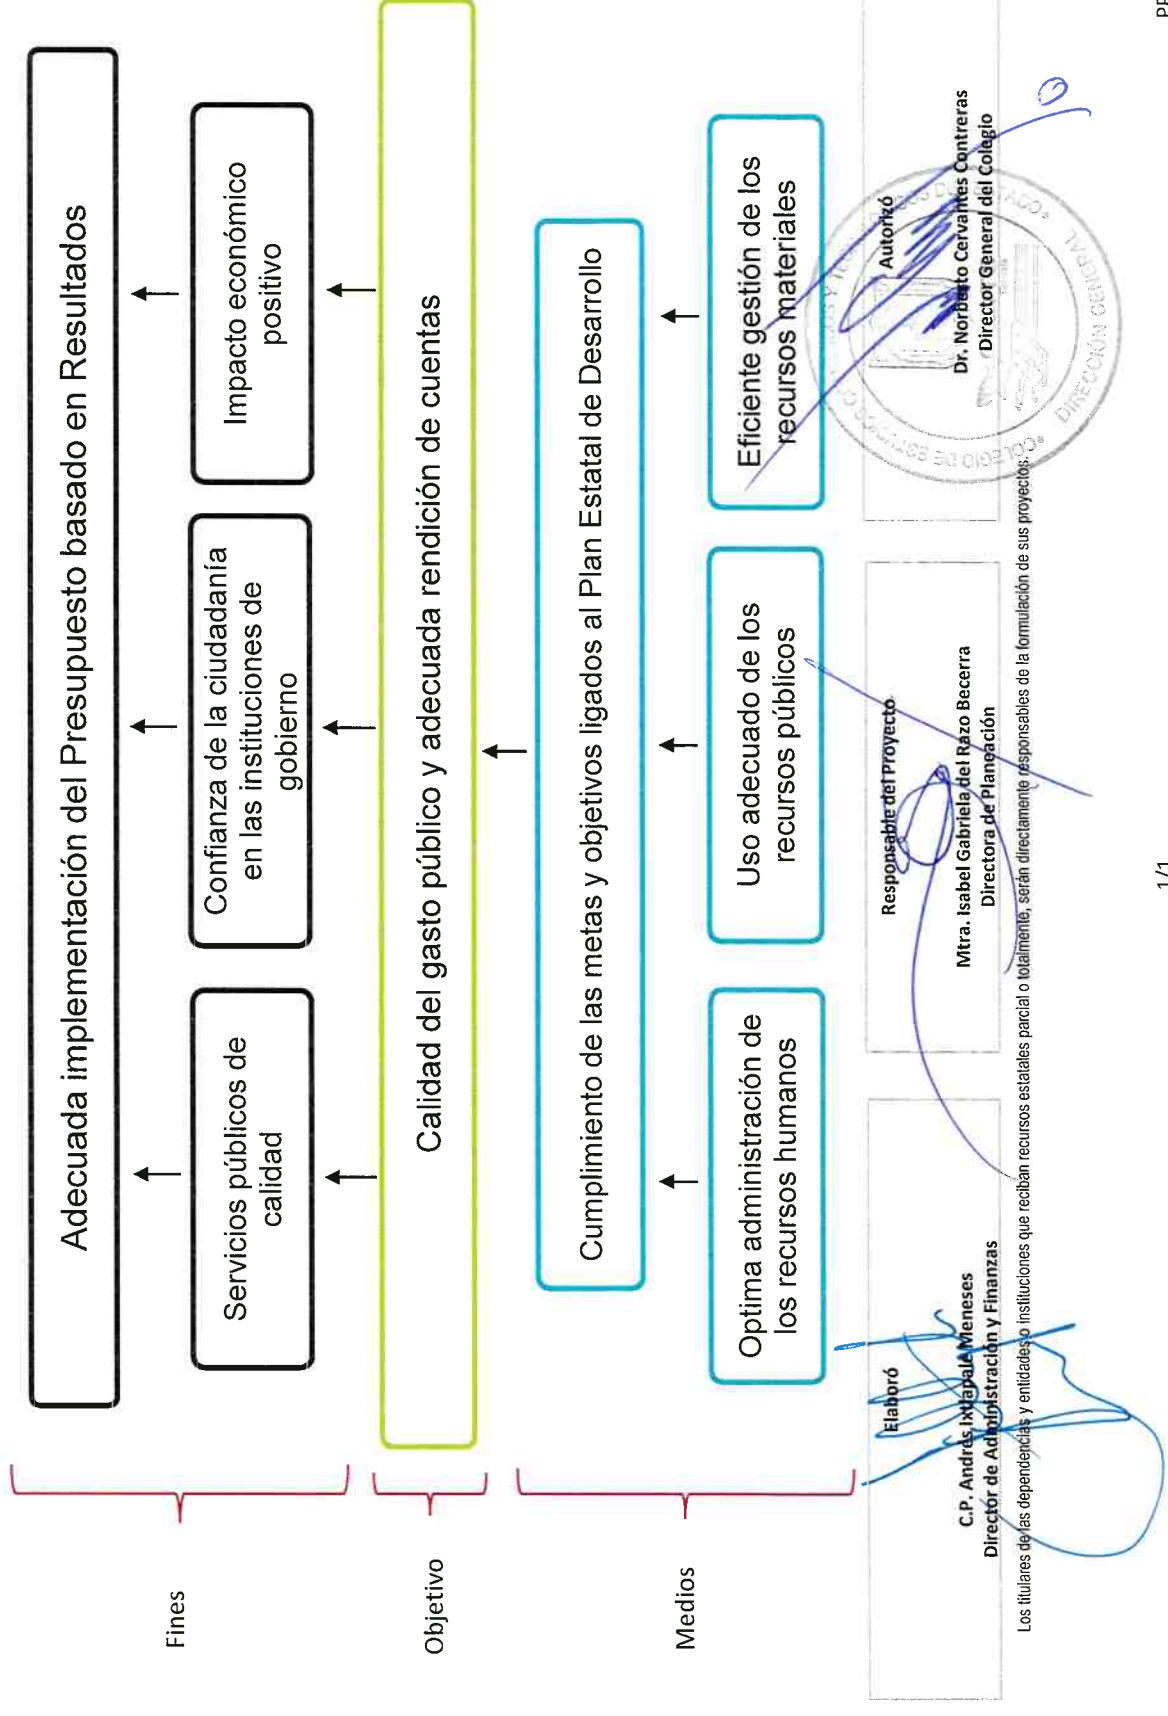 Fines
Adecuada implementación del Presupuesto basado en Resultados
Servicios públicos de
calidad
Confianza de la ciudadanía
en las instituciones de
gobierno
Impacto económico
positivo
Objetivo
Calidad del gasto público y adecuada rendición de cuentas
Medios
Cumplimiento de las metas y objetivos ligados al Plan Estatal de Desarrollo
Optima administración de
los recursos humanos
Uso adecuado de los
recursos públicos
Eficiente gestión de los
recursos materiales
Elaboró
C.P. Andrés Ixtlapale Meneses
Director de Administración y Finanzas
Responsable del Proyecto
Mtra. Isabel Gabriela del Razo Becerra
Directora de Planeación
Autorizó
Dr. Norberto Cervantes Contreras
Director General del Colegio
COLEGIO DE ESTUDIOS
DIRECCIÓN GENERAL
Los titulares de las dependencias y entidades o instituciones que reciban recursos estatales parcial o totalmente, serán directamente responsables de la formulación de sus proyectos.
1/1